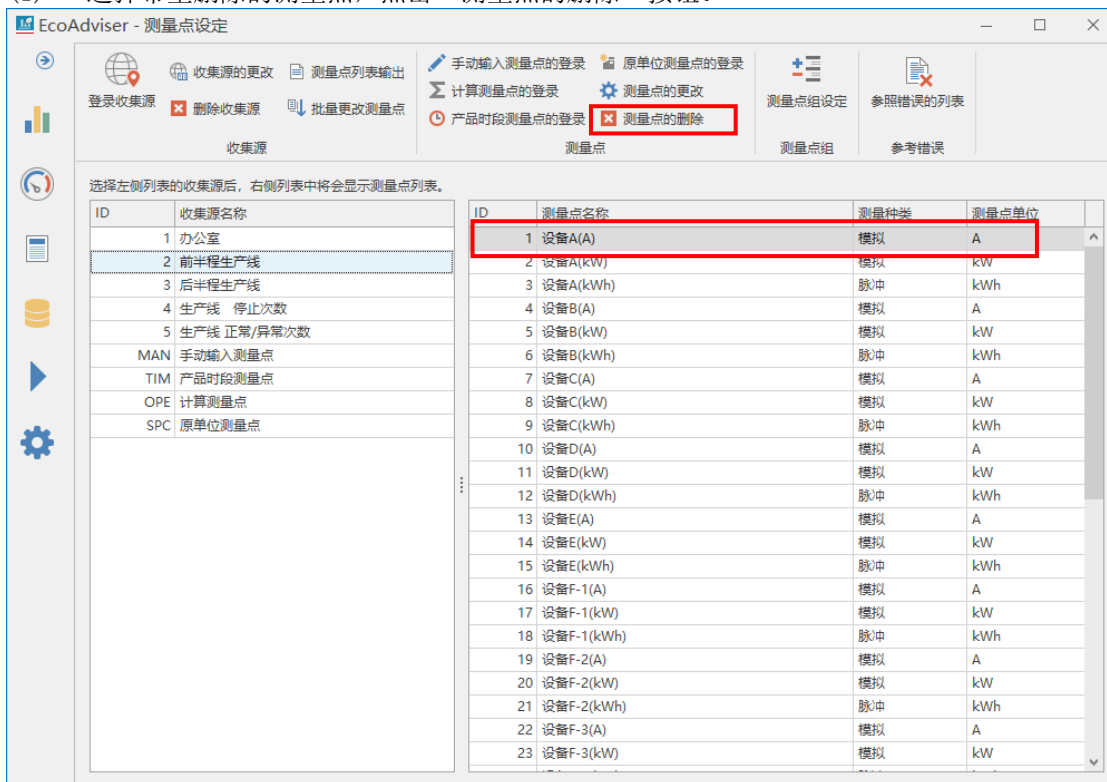 选择希望删除的测量点,点击"测量点的删除"按钮。
EcoAdviser - 测量点设定
登录收集源
收集源的更改 测量点列表输出
删除收集源 批量更改测量点
收集源
手动输入测量点的登录 原单位测量点的登录
计算测量点的登录 测量点的更改
产品时段测量点的登录 测量点的删除
测量点
测量点组设定
测量点组
参照错误的列表
参考错误
选择左侧列表的收集源后,右侧列表中将会显示测量点列表。
ID 收集源名称
1 办公室
2 前半程生产线
3 后半程生产线
4 生产线 停止次数
5 生产线 正常/异常次数
MAN 手动输入测量点
TIM 产品时段测量点
OPE 计算测量点
SPC 原单位测量点
ID 测量点名称 测量种类 测量点单位
1 设备A(A) 模拟 A
2 设备A(kW) 模拟 kW
3 设备A(kWh) 脉冲 kWh
4 设备B(A) 模拟 A
5 设备B(kW) 模拟 kW
6 设备B(kWh) 脉冲 kWh
7 设备C(A) 模拟 A
8 设备C(kW) 模拟 kW
9 设备C(kWh) 脉冲 kWh
10 设备D(A) 模拟 A
11 设备D(kW) 模拟 kW
12 设备D(kWh) 脉冲 kWh
13 设备E(A) 模拟 A
14 设备E(kW) 模拟 kW
15 设备E(kWh) 脉冲 kWh
16 设备F-1(A) 模拟 A
17 设备F-1(kW) 模拟 kW
18 设备F-1(kWh) 脉冲 kWh
19 设备F-2(A) 模拟 A
20 设备F-2(kW) 模拟 kW
21 设备F-2(kWh) 脉冲 kWh
22 设备F-3(A) 模拟 A
23 设备F-3(kW) 模拟 kW